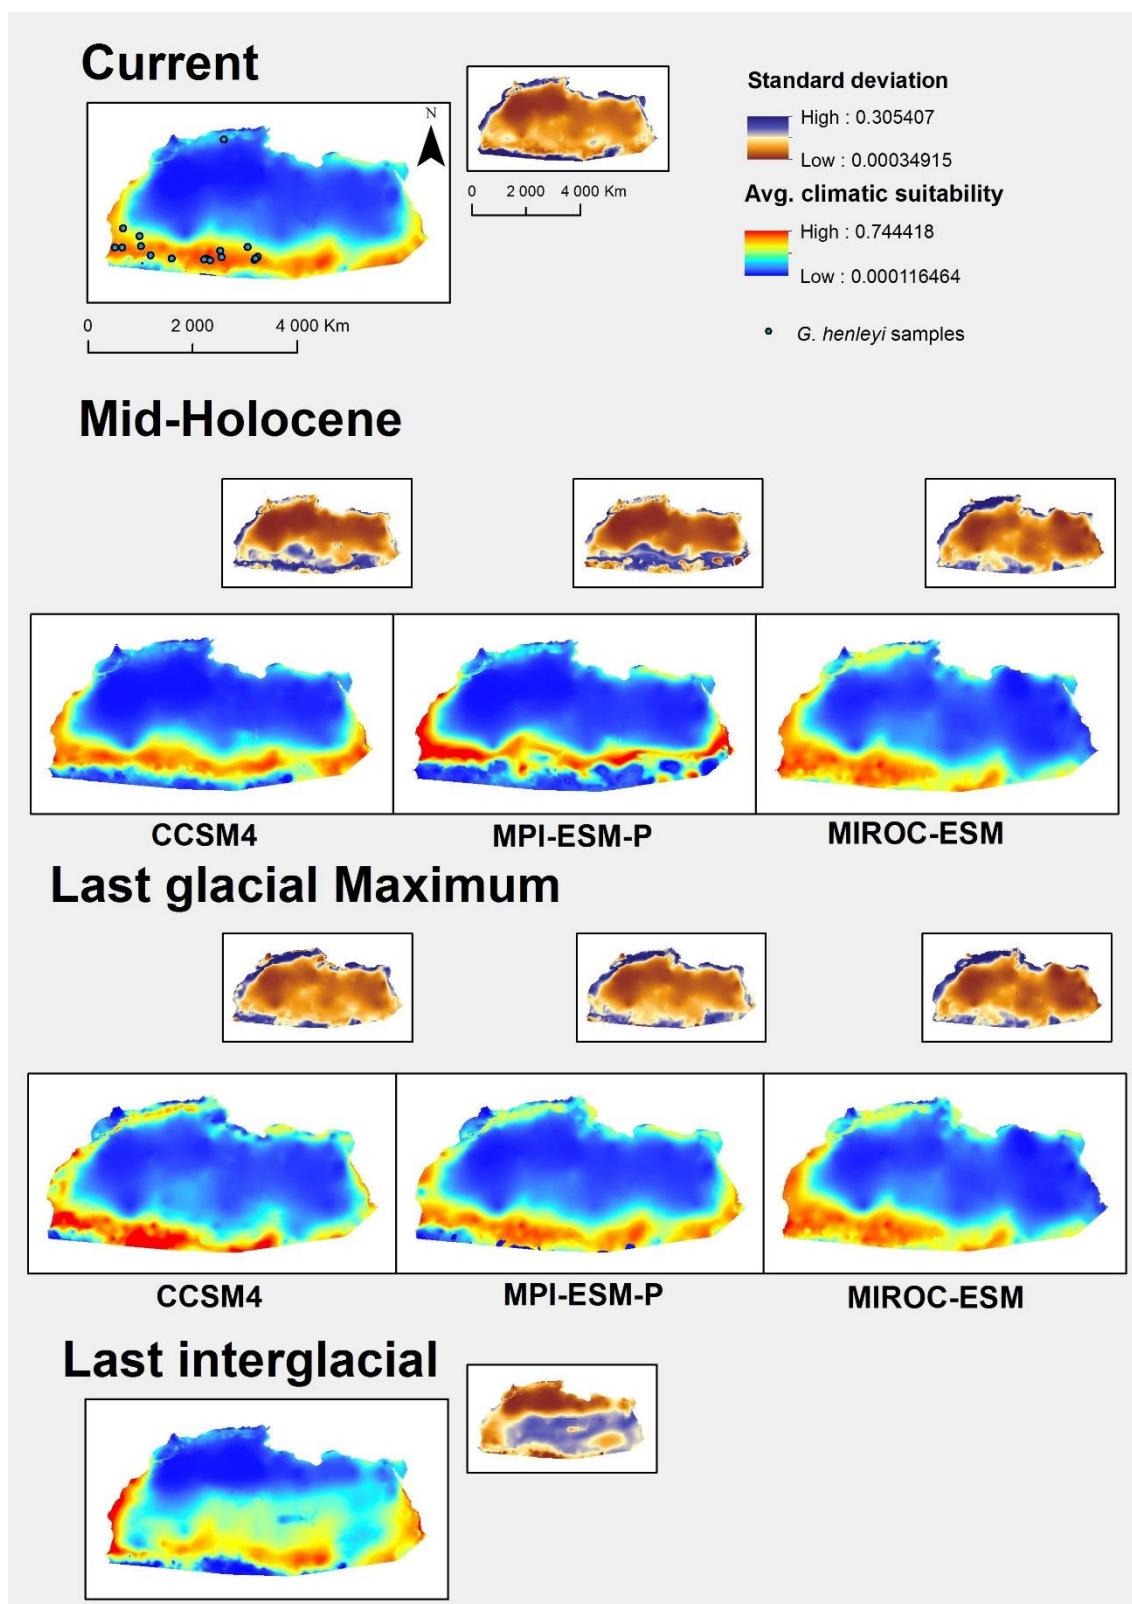 Current
N
0 2 000 4 000 Km
0 2 000 4 000 Km
Standard deviation
High : 0.305407
Low : 0.00034915
Avg. climatic suitability
High : 0.744418
Low : 0.000116464
G. henleyi samples
Mid-Holocene
CCSM4 MPI-ESM-P MIROC-ESM
Last glacial Maximum
CCSM4 MPI-ESM-P MIROC-ESM
Last interglacial